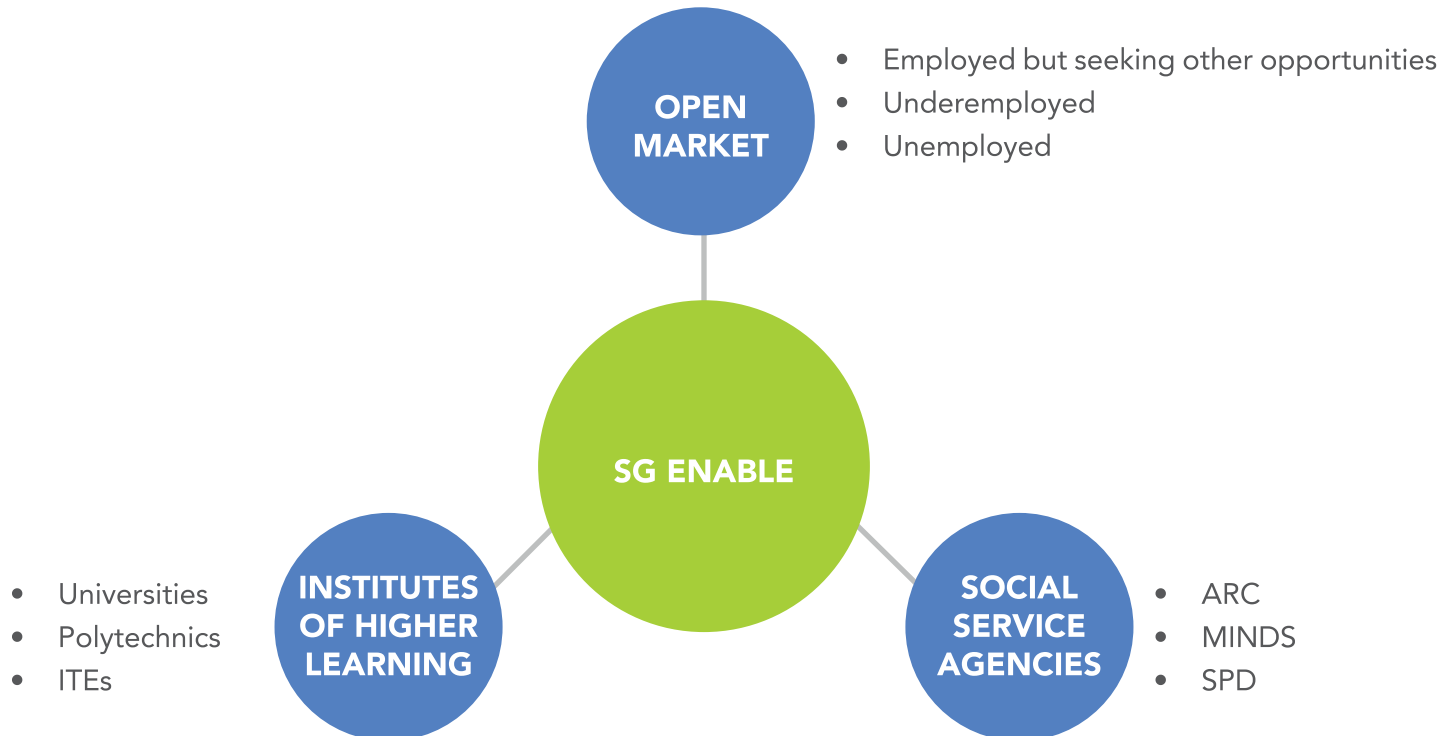 OPEN
MARKET
• Employed but seeking other opportunities
• Underemployed
• Unemployed
SG ENABLE
• Universities
• Polytechnics
• ITEs
INSTITUTES
OF HIGHER
LEARNING
SOCIAL
SERVICE
AGENCIES
• ARC
• MINDS
• SPD